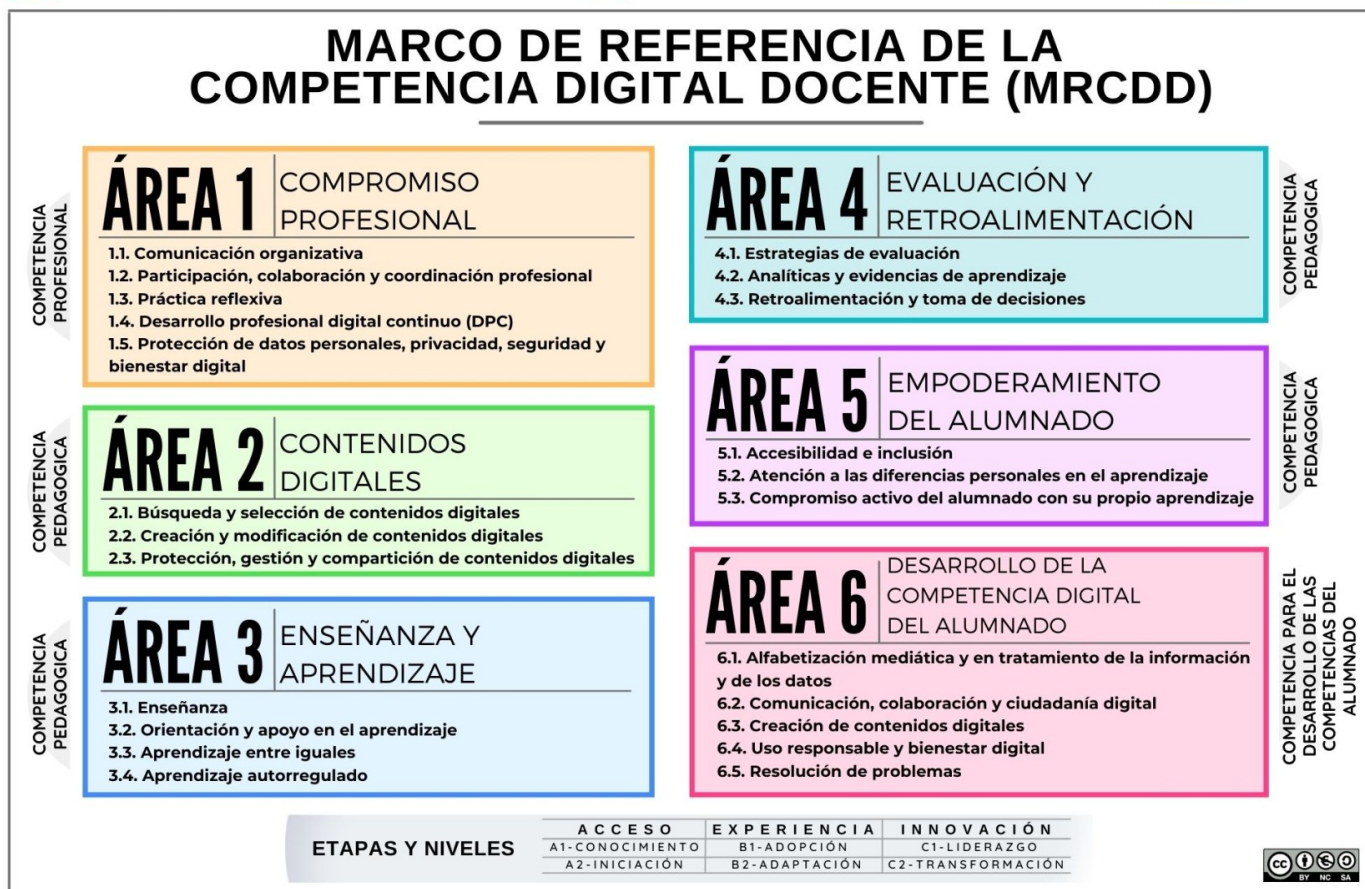 MARCO DE REFERENCIA DE LA
COMPETENCIA DIGITAL DOCENTE (MRCDD)
COMPETENCIA
PROFESIONAL
ÁREA 1
COMPROMISO
PROFESIONAL
1.1. Comunicación organizativa
1.2. Participación, colaboración y coordinación profesional
1.3. Práctica reflexiva
1.4. Desarrollo profesional digital continuo (DPC)
1.5. Protección de datos personales, privacidad, seguridad y
bienestar digital
COMPETENCIA
PEDAGOGICA
ÁREA 2
CONTENIDOS
DIGITALES
2.1. Búsqueda y selección de contenidos digitales
2.2. Creación y modificación de contenidos digitales
2.3. Protección, gestión y compartición de contenidos digitales
COMPETENCIA
PEDAGOGICA
ÁREA 3
ENSEÑANZA Y
APRENDIZAJE
3.1. Enseñanza
3.2. Orientación y apoyo en el aprendizaje
3.3. Aprendizaje entre iguales
3.4. Aprendizaje autorregulado
ÁREA 4
EVALUACIÓN Y
RETROALIMENTACIÓN
4.1. Estrategias de evaluación
4.2. Analíticas y evidencias de aprendizaje
4.3. Retroalimentación y toma de decisiones
COMPETENCIA
PEDAGOGICA
ÁREA 5
EMPODERAMIENTO
DEL ALUMNADO
5.1. Accesibilidad e inclusión
5.2. Atención a las diferencias personales en el aprendizaje
5.3. Compromiso activo del alumnado con su propio aprendizaje
COMPETENCIA
PEDAGOGICA
ÁREA 6
DESARROLLO DE LA
COMPETENCIA DIGITAL
DEL ALUMNADO
6.1. Alfabetización mediática y en tratamiento de la información
y de los datos
6.2. Comunicación, colaboración y ciudadanía digital
6.3. Creación de contenidos digitales
6.4. Uso responsable y bienestar digital
6.5. Resolución de problemas
COMPETENCIA PARA EL
DESARROLLO DE LAS
COMPETENCIAS DEL
ALUMNADO
ETAPAS Y NIVELES
ACCESO EXPERIENCIA INNOVACIÓN
A1-CONOCIMIENTO B1-ADOPCIÓN C1-LIDERAZGO
A2-INICIACIÓN B2-ADAPTACIÓN C2-TRANSFORMACIÓN
cc
BY NC SA